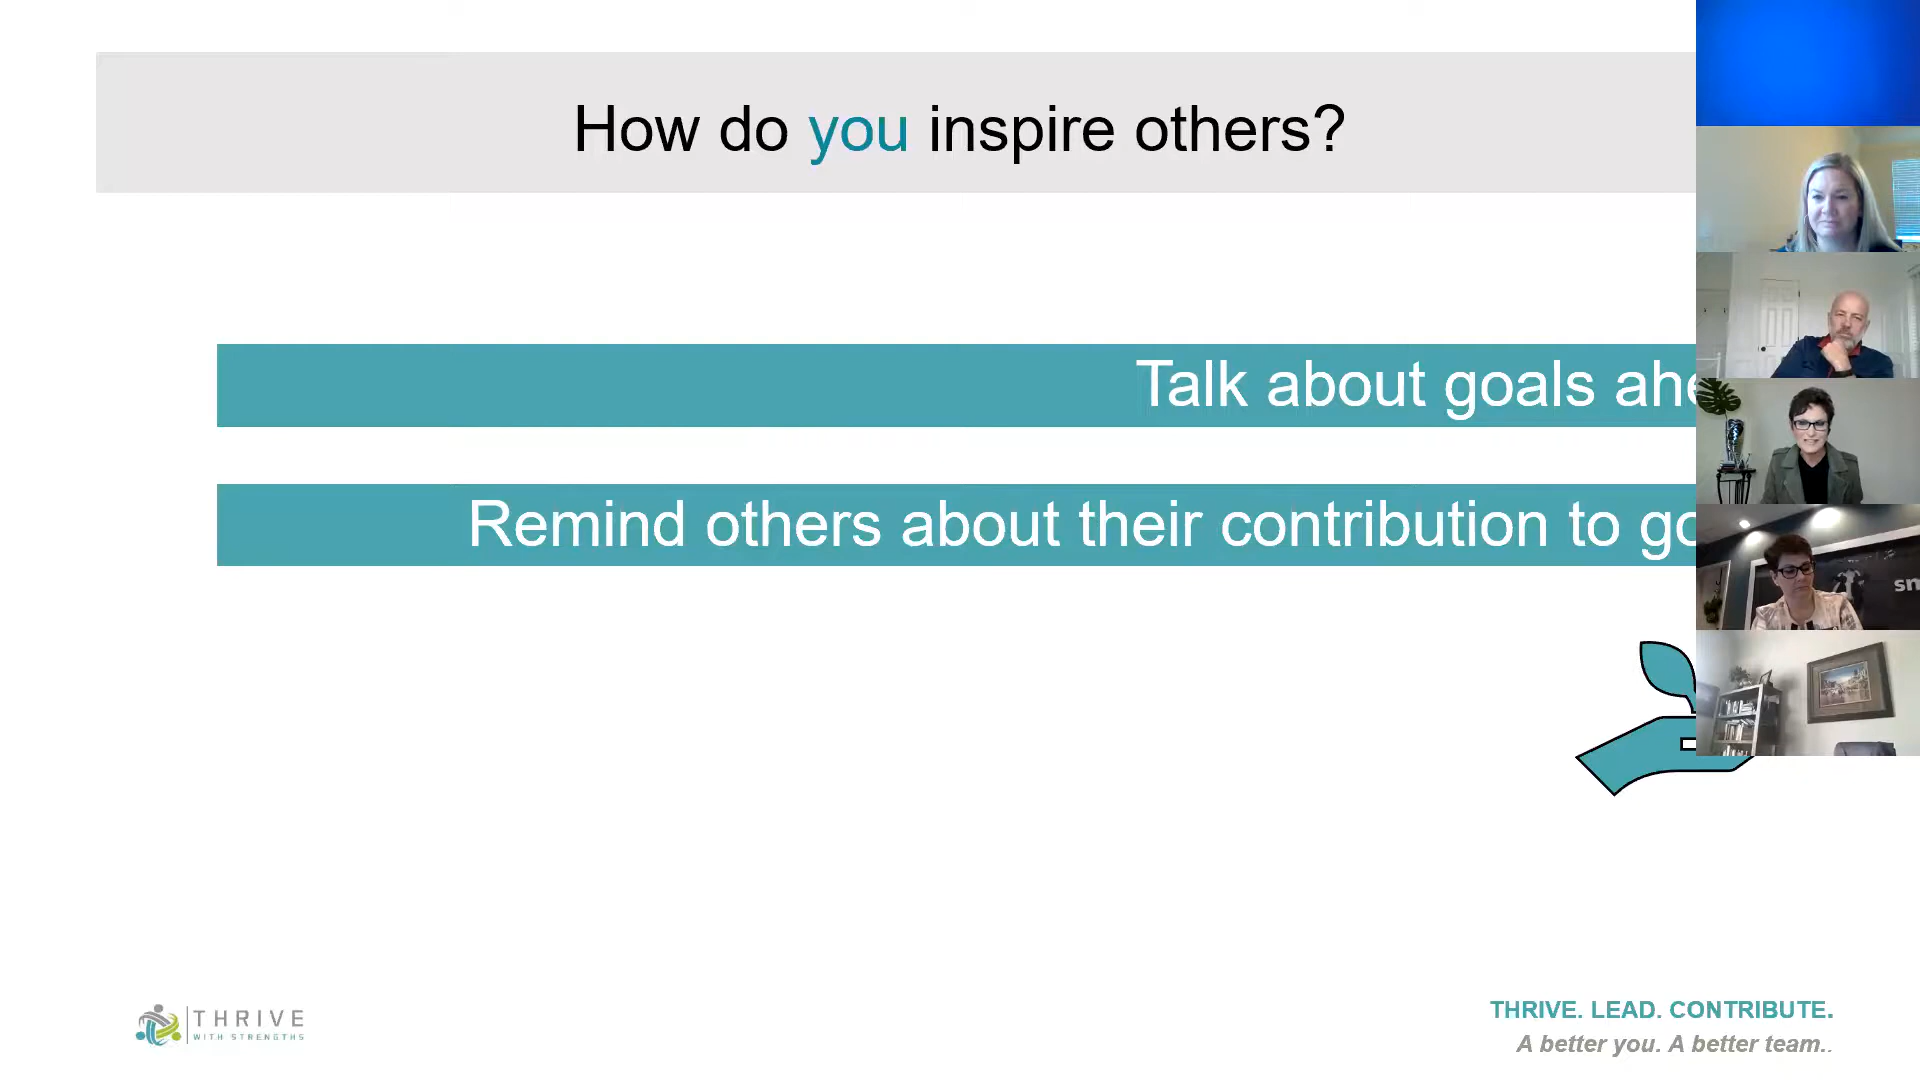 How do you inspire others?
Talk about goals ahe
Remind others about their contribution to go
sm
THRIVE
WITH STRENGTHS
THRIVE. LEAD. CONTRIBUTE.
A better you. A better team..